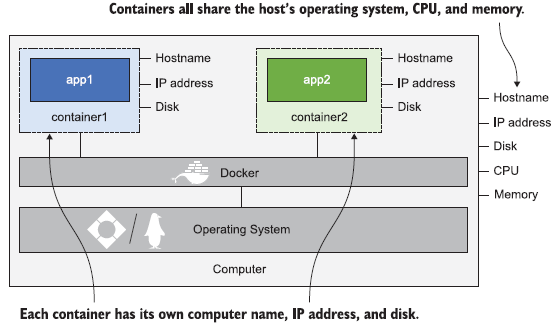 Containers all share the host's operating system, CPU, and memory.
app1
container1
Hostname
IP address
Disk
app2
container2
Hostname
IP address
Disk
Hostname
IP address
Disk
CPU
Memory
Docker
Operating System
Computer
Each container has its own computer name, IP address, and disk.